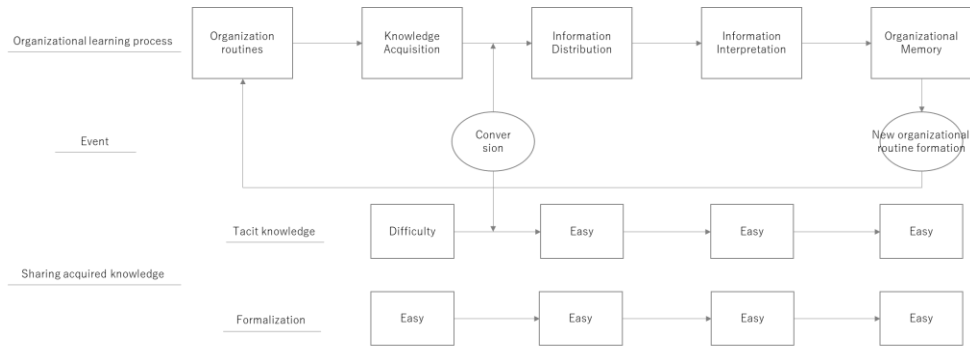 Organizational learning process
Organization
routines
Knowledge
Acquisition
Information
Distribution
Information
Interpretation
Organizational
Memory
Event
Conver
sion
New organizational
routine formation
Tacit knowledge
Difficulty
Easy
Easy
Easy
Sharing acquired knowledge
Formalization
Easy
Easy
Easy
Easy